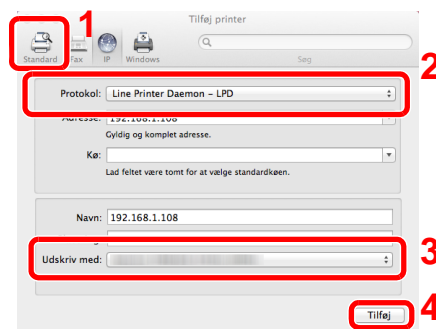 Tilføj printer
1
Standard Fax IP Windows Søg
2
Protokol: Line Printer Daemon – LPD
Adresse: 192.168.1.108
Gyldig og komplet adresse.
Kø:
Lad feltet være tomt for at vælge standardkøen.
Navn: 192.168.1.108
Udskriv med:
3
Tilføj
4